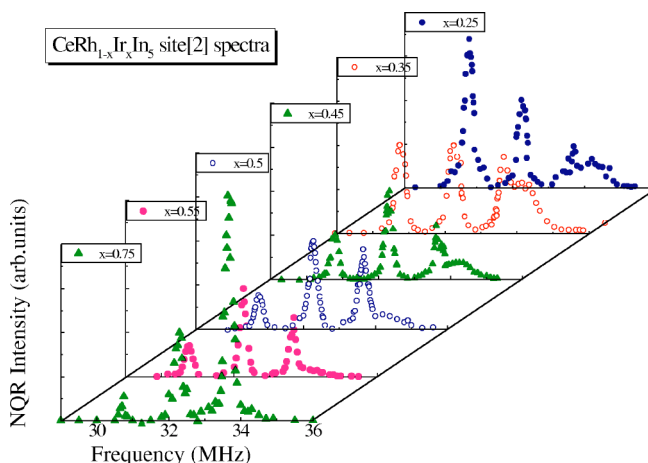 CeRh1-xIrxIn5 site[2] spectra
x=0.25
x=0.35
x=0.45
x=0.5
x=0.55
x=0.75
NQR Intensity (arb.units)
30 32 34 36
Frequency (MHz)